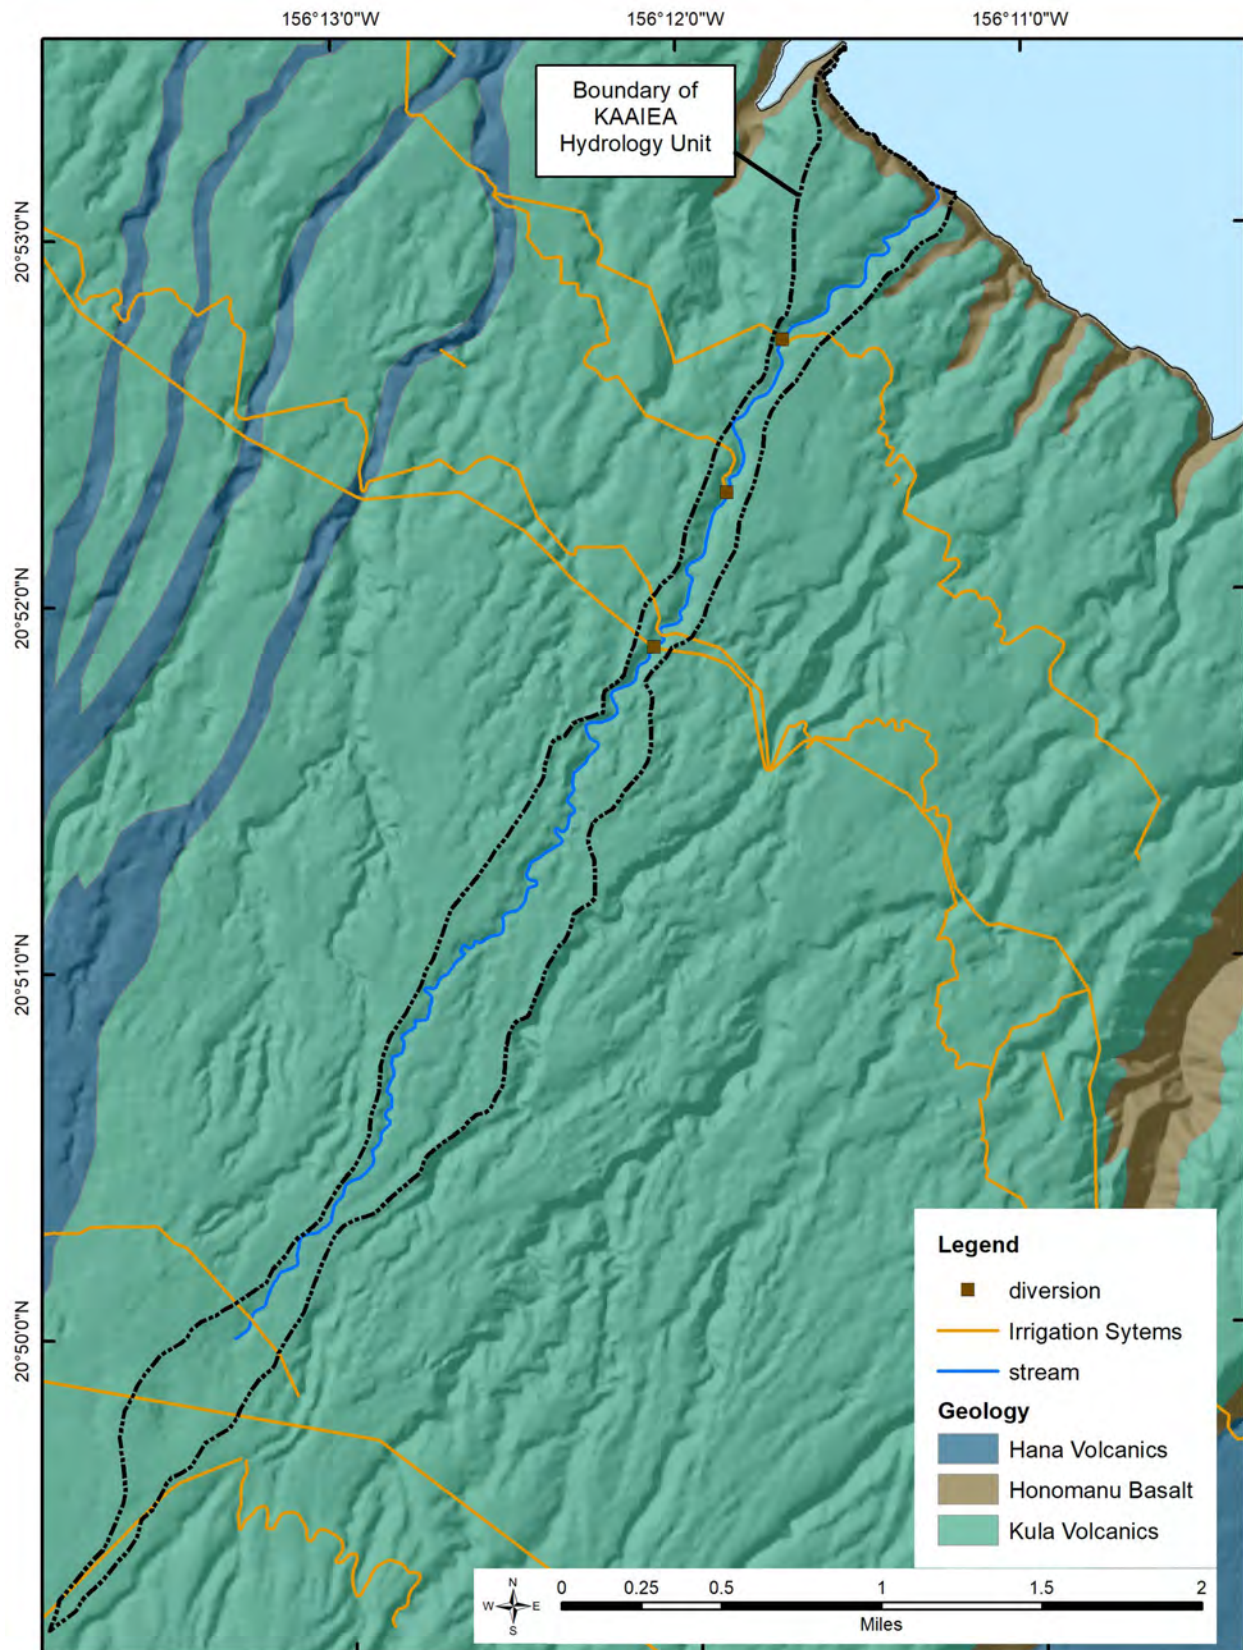 156°13'0"W
156°12'0"W
156°11'0"W
Boundary of
KAAIEA
Hydrology Unit
20°53'0"N
20°52'0"N
20°51'0"N
20°50'0"N
Legend
diversion
Irrigation Sytems
stream
Geology
Hana Volcanics
Honomanu Basalt
Kula Volcanics
N
W E
S
0 0.25 0.5 1 1.5 2
Miles